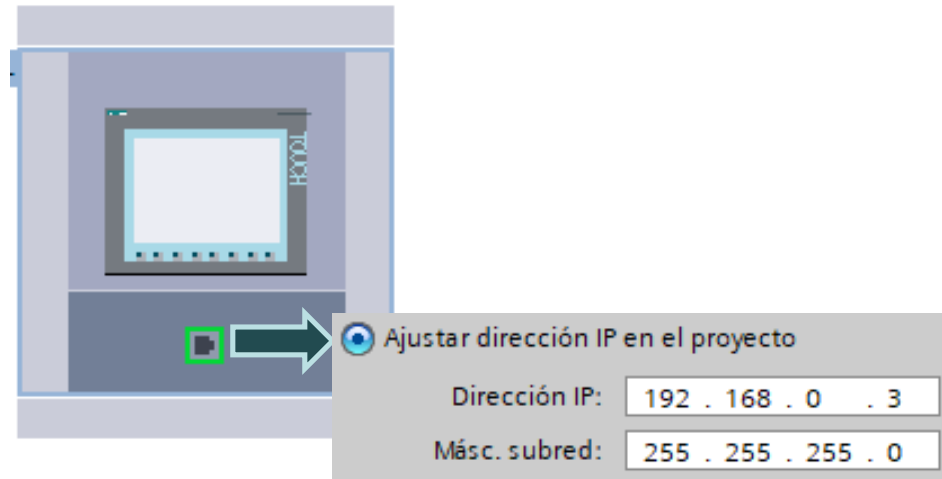 TOUCH
Ajustar dirección IP en el proyecto
Dirección IP: 192 . 168 . 0 . 3
Másc. subred: 255 . 255 . 255 . 0